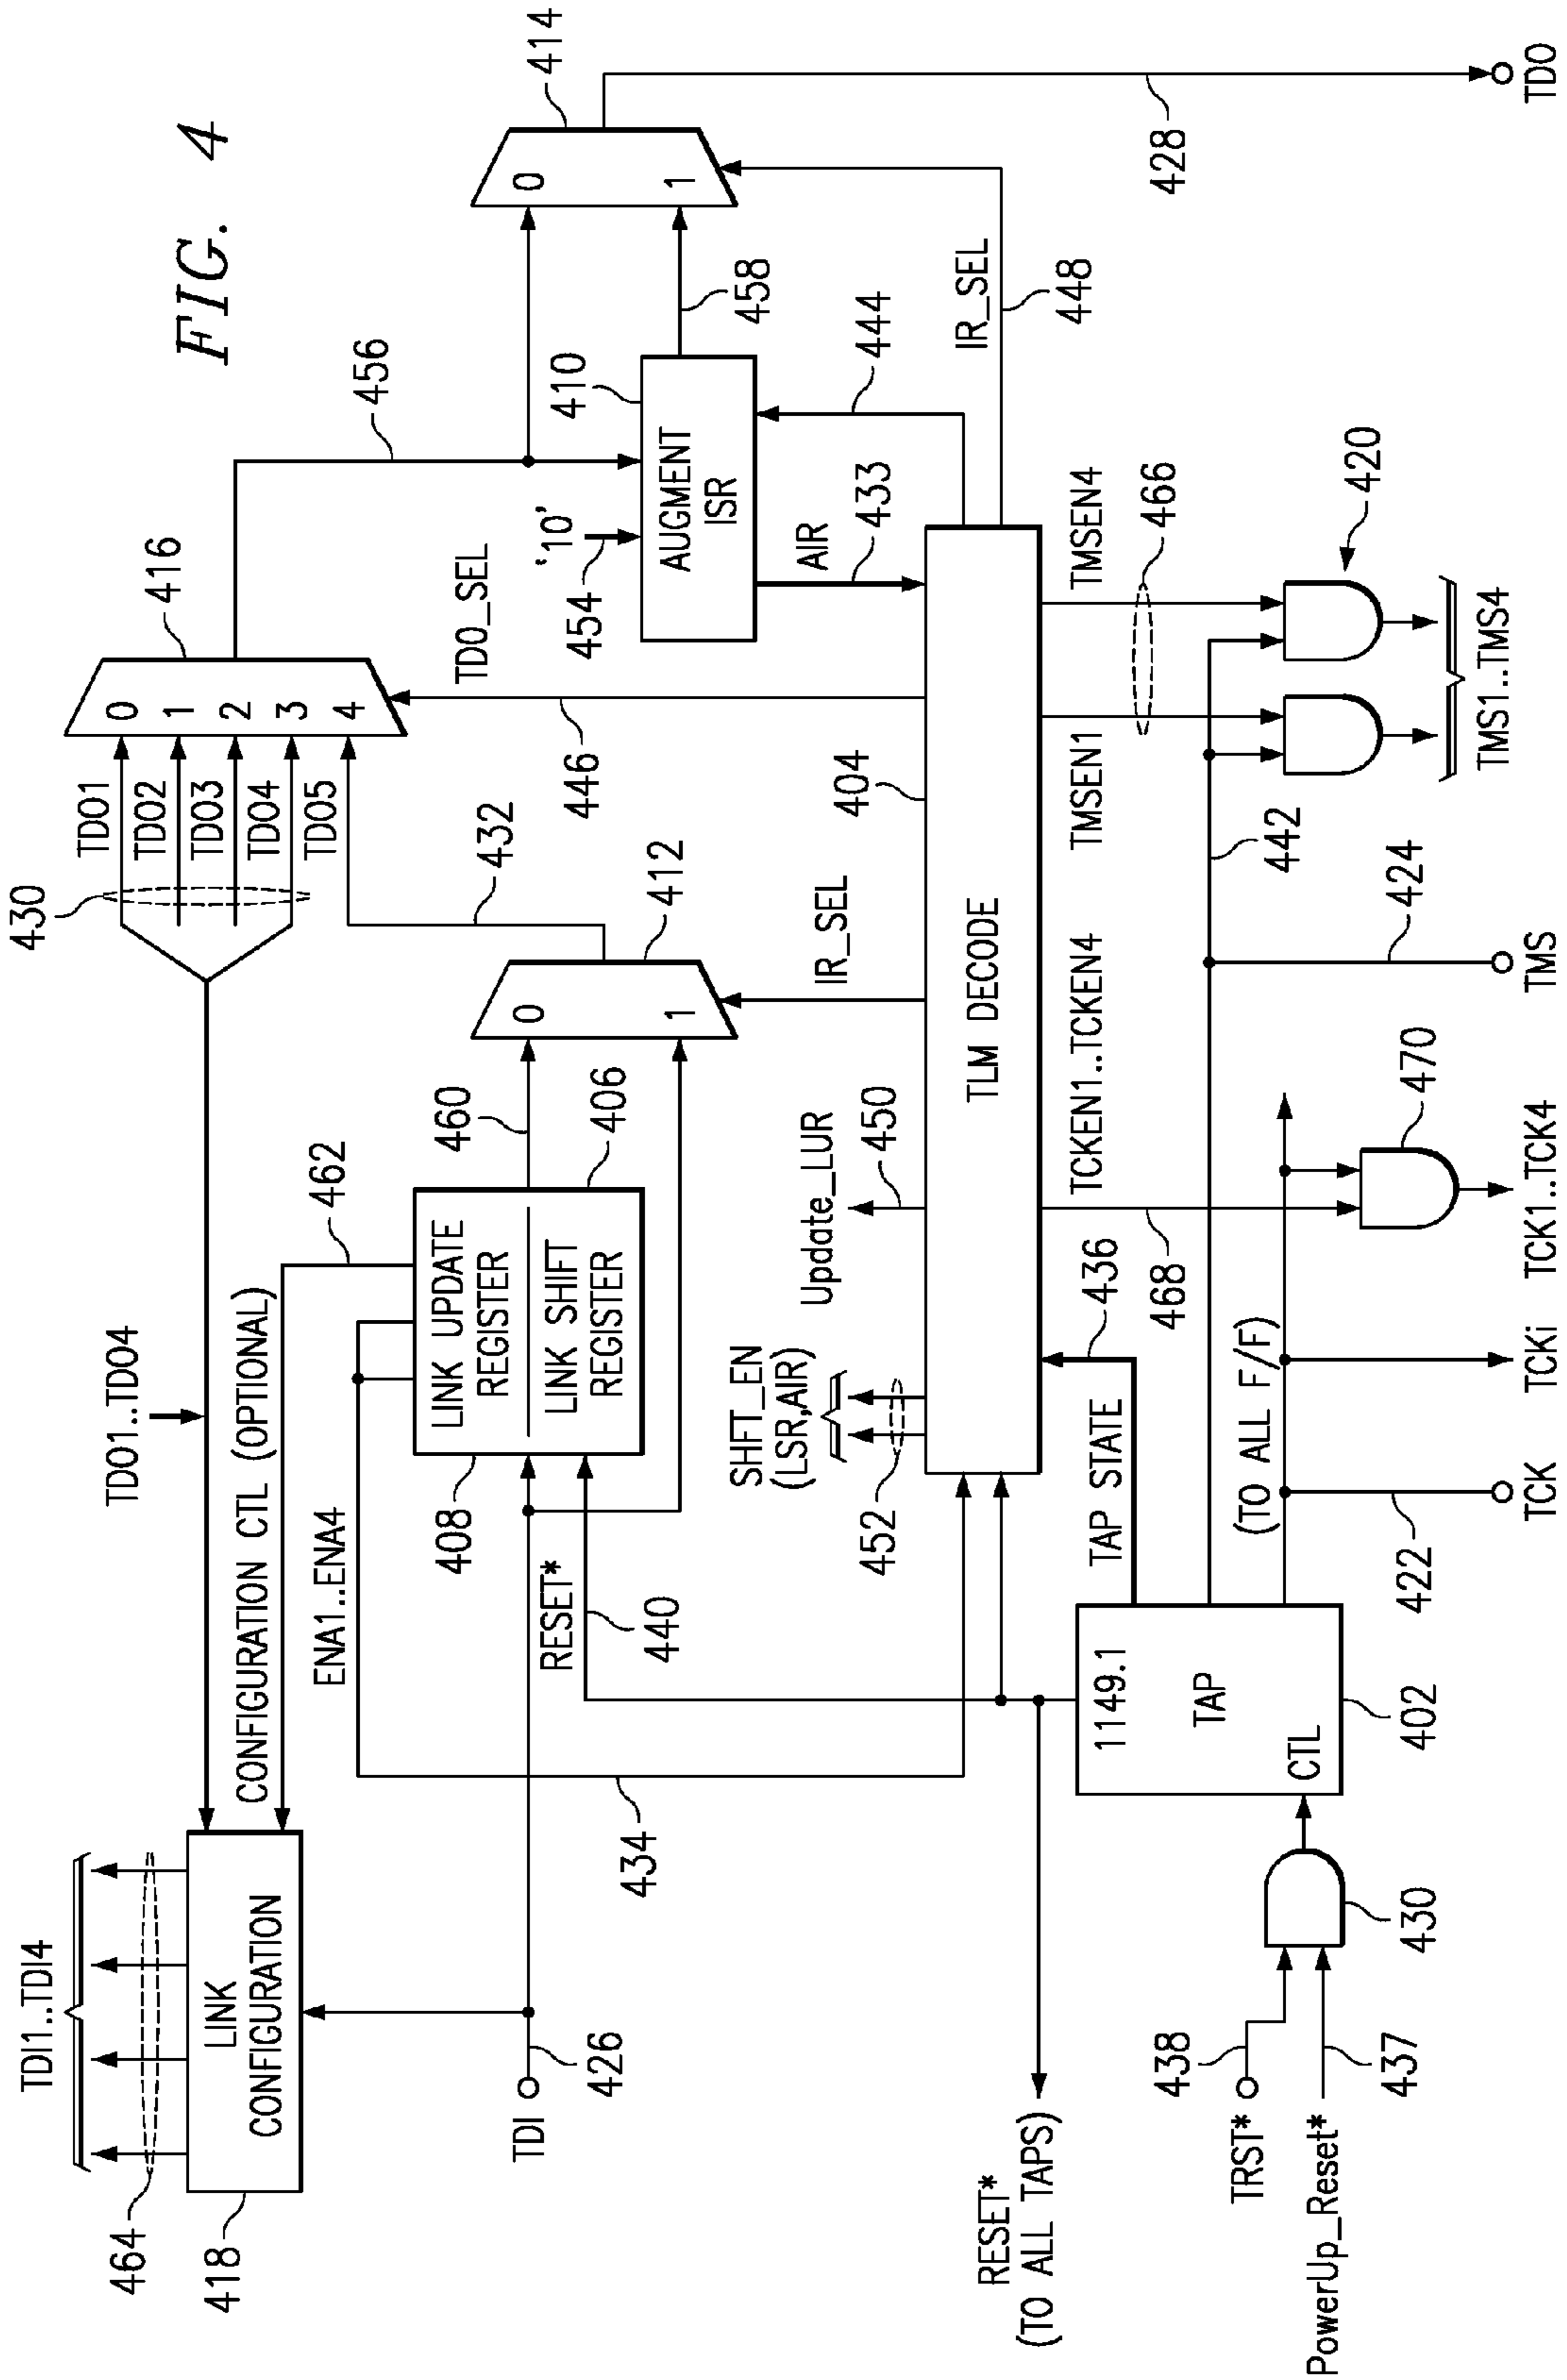 FIG. 4
TDI1..TDI4
464
418
LINK
CONFIGURATION
TDO1..TDO4
CONFIGURATION CTL (OPTIONAL)
462
ENA1..ENA4
434
430
TDO1
TDO2
TDO3
TDO4
TDO5
0
1
2
3
4
416
456
432
TDO_SEL
446
TDI
426
LINK UPDATE
REGISTER
LINK SHIFT
REGISTER
408
406
460
RESET*
440
0
1
412
IR_SEL
'10'
454
AUGMENT
ISR
410
458
AIR
433
444
0
1
414
IR_SEL
448
428
TDO
SHFT_EN
(LSR,AIR)
452
Update_LUR
450
TLM DECODE
404
RESET*
(TO ALL TAPS)
TAP STATE
436
TCKEN1..TCKEN4
468
TMSEN1
TMSEN4
466
420
442
TMS1..TMS4
1149.1
TAP
CTL
402
TRST*
438
PowerUp_Reset*
437
430
(TO ALL F/F)
422
TCK
TCKi
470
TCK1..TCK4
424
TMS